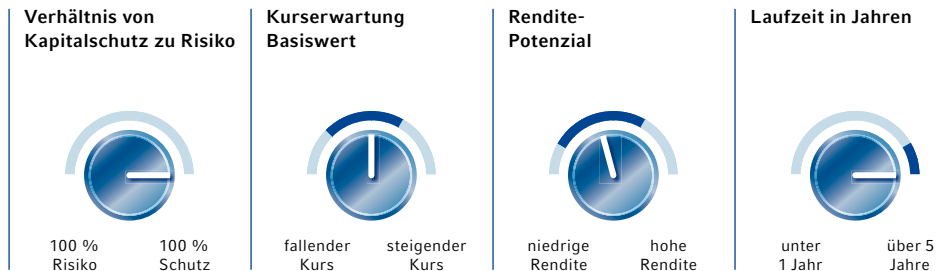 Verhältnis von
Kapitalschutz zu Risiko
100 %
Risiko
100 %
Schutz
Kurserwartung
Basiswert
fallender
Kurs
steigender
Kurs
Rendite-
Potenzial
niedrige
Rendite
hohe
Rendite
Laufzeit in Jahren
unter
1 Jahr
über 5
Jahre